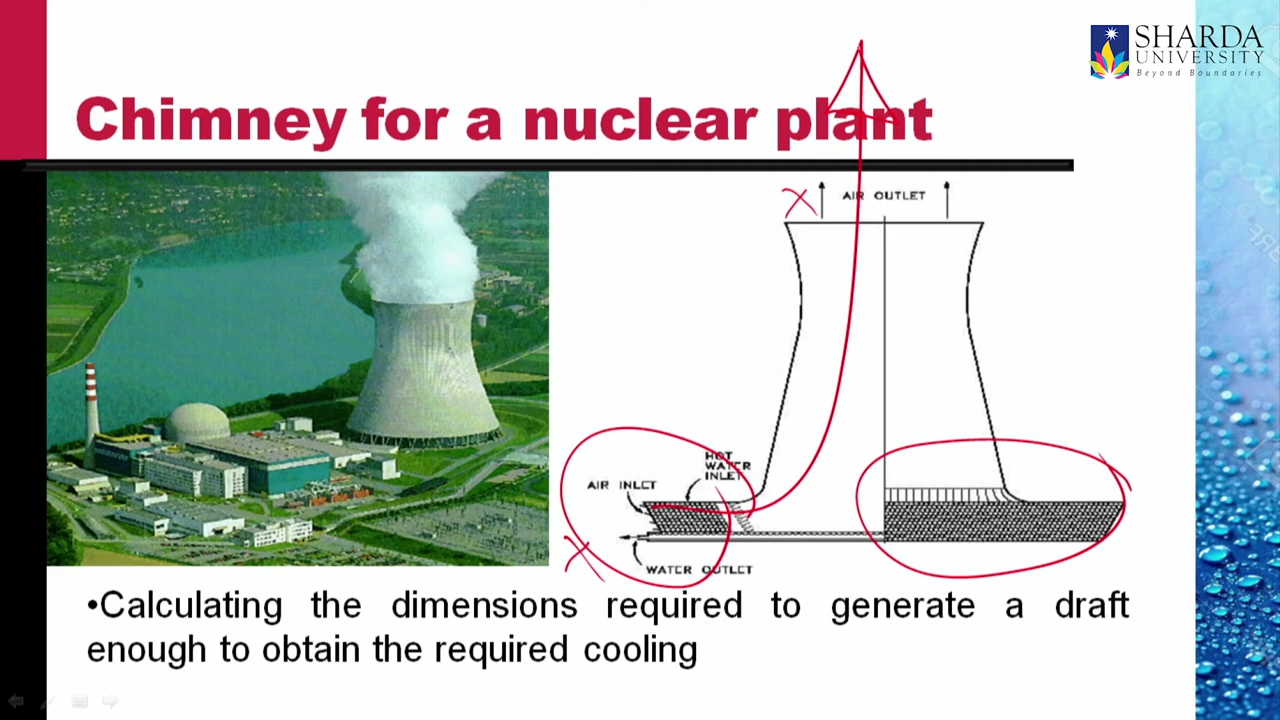 SHARDA
UNIVERSITY
Beyond Boundaries
Chimney for a nuclear plant
AIR OUTLET
HOT
WATER
INLET
AIR INLET
WATER OUTLET
•Calculating the dimensions required to generate a draft
enough to obtain the required cooling